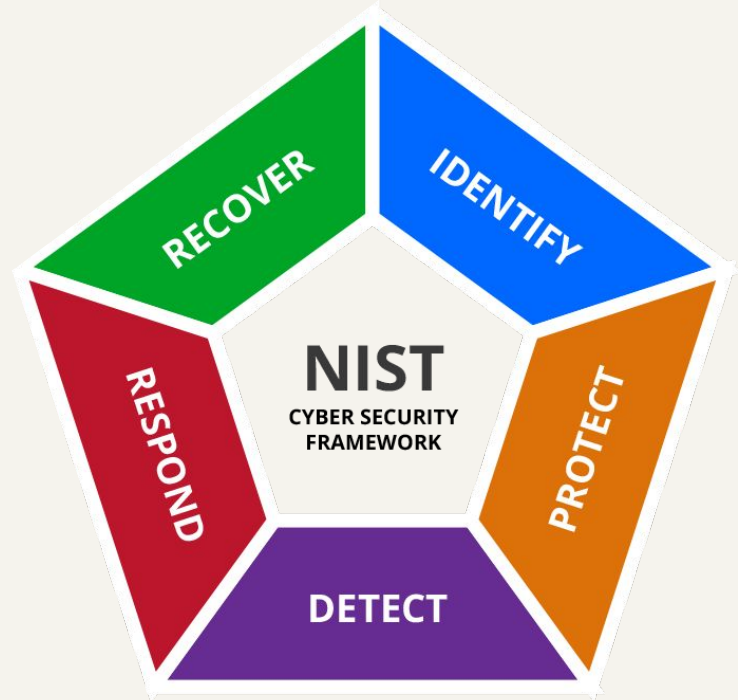 RECOVER
IDENTIFY
NIST
CYBER SECURITY
FRAMEWORK
RESPOND
PROTECT
DETECT